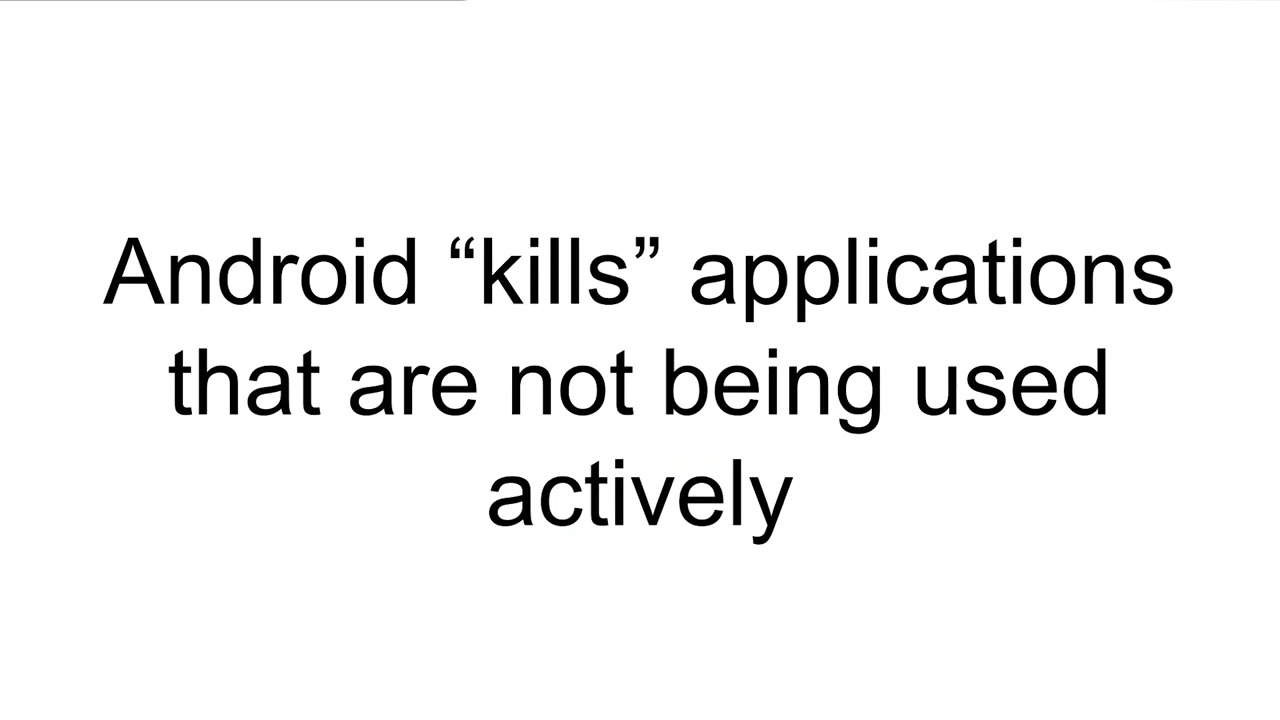 Android “kills” applications
that are not being used
actively